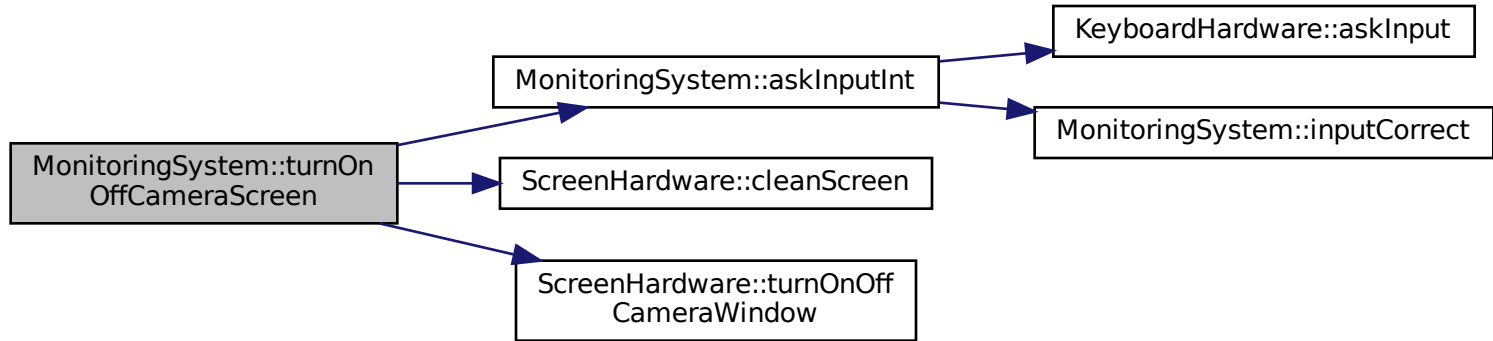 MonitoringSystem::turnOn
OffCameraScreen
MonitoringSystem::askInputInt
KeyboardHardware::askInput
MonitoringSystem::inputCorrect
ScreenHardware::cleanScreen
ScreenHardware::turnOnOff
CameraWindow